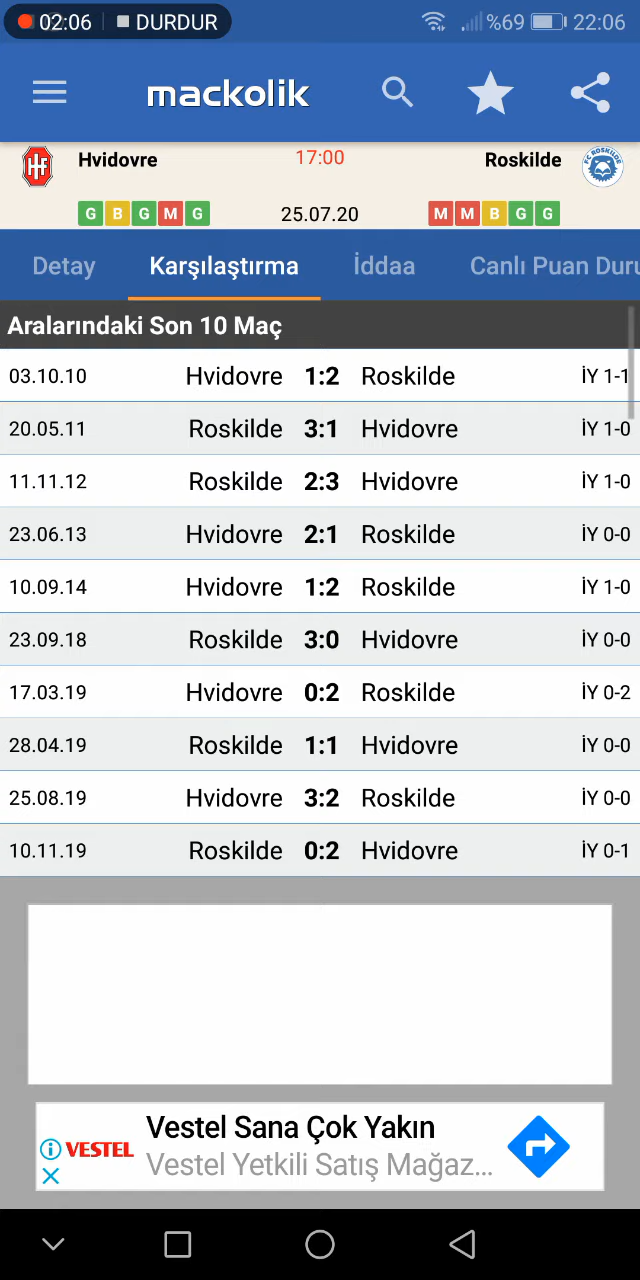 02:06 DURDUR %69 22:06
mackolik
HF Hvidovre 17:00 Roskilde FC ROSKILDE
G B G M G 25.07.20 M M B G G
Detay Karşılaştırma İddaa Canlı Puan Duru
Aralarındaki Son 10 Maç
03.10.10 Hvidovre 1:2 Roskilde İY 1-1
20.05.11 Roskilde 3:1 Hvidovre İY 1-0
11.11.12 Roskilde 2:3 Hvidovre İY 1-0
23.06.13 Hvidovre 2:1 Roskilde İY 0-0
10.09.14 Hvidovre 1:2 Roskilde İY 1-0
23.09.18 Roskilde 3:0 Hvidovre İY 0-0
17.03.19 Hvidovre 0:2 Roskilde İY 0-2
28.04.19 Roskilde 1:1 Hvidovre İY 0-0
25.08.19 Hvidovre 3:2 Roskilde İY 0-0
10.11.19 Roskilde 0:2 Hvidovre İY 0-1
VESTEL
Vestel Sana Çok Yakın
Vestel Yetkili Satış Mağaz...